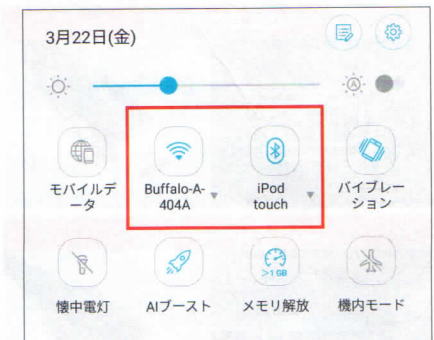 3月22日(金)
モバイルデ
ータ
Buffalo-A-
404A
iPod
touch
バイブレー
ション
>1 GB
懐中電灯
AIブースト
メモリ解放
機内モード